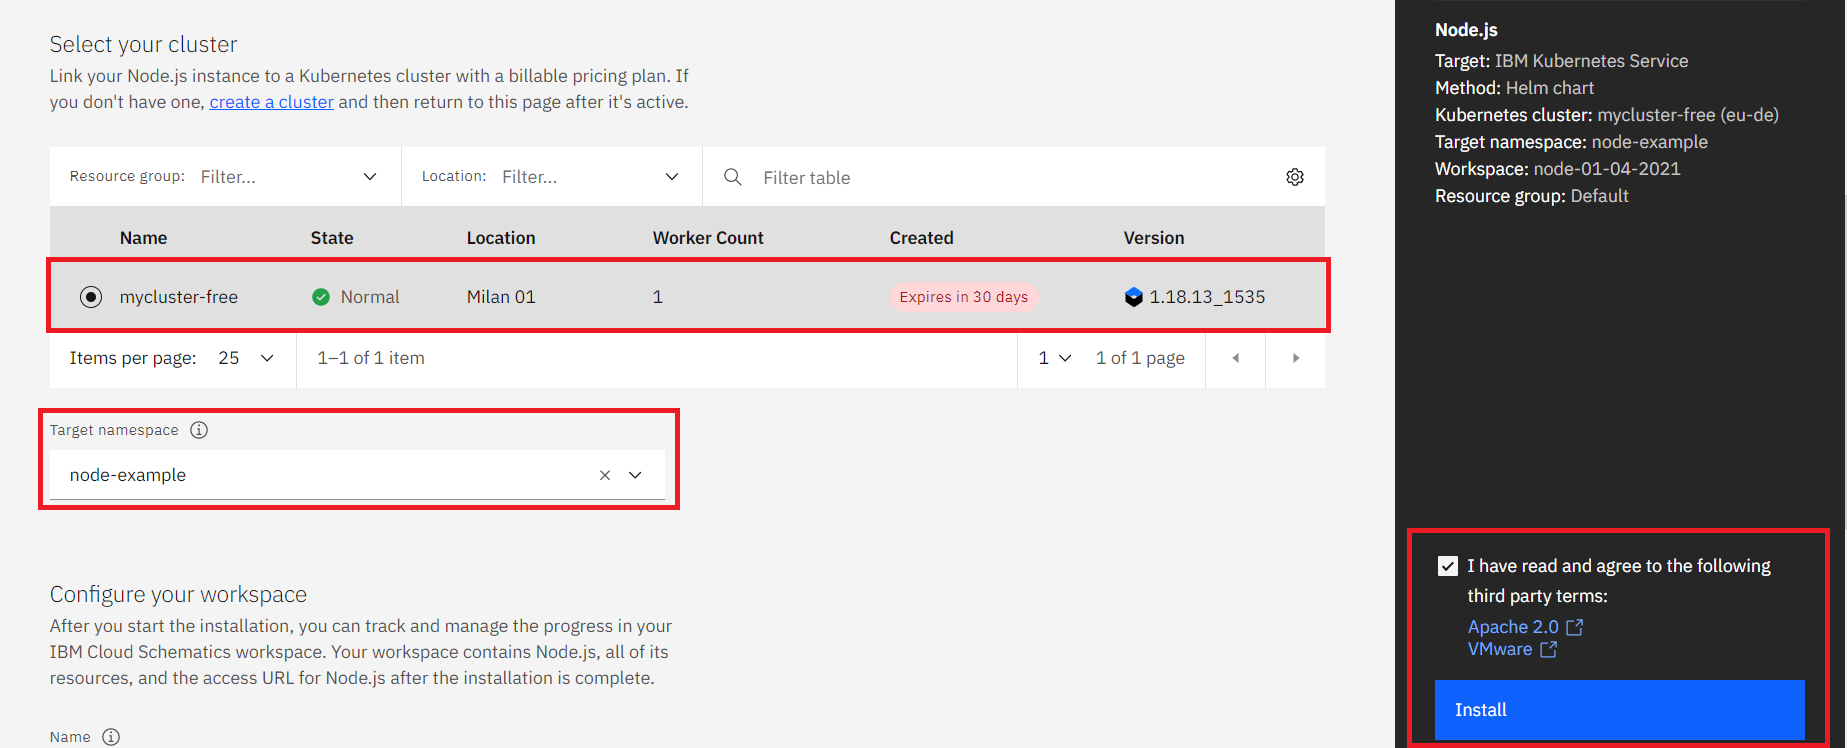 Select your cluster
Link your Node.js instance to a Kubernetes cluster with a billable pricing plan. If
you don't have one, create a cluster and then return to this page after it's active.
Resource group: Filter...
Location: Filter...
Filter table
Name State Location Worker Count Created Version
mycluster-free Normal Milan 01 1 Expires in 30 days 1.18.13_1535
Items per page: 25 1–1 of 1 item 1 1 of 1 page
Target namespace
node-example
Configure your workspace
After you start the installation, you can track and manage the progress in your
IBM Cloud Schematics workspace. Your workspace contains Node.js, all of its
resources, and the access URL for Node.js after the installation is complete.
Name
Node.js
Target: IBM Kubernetes Service
Method: Helm chart
Kubernetes cluster: mycluster-free (eu-de)
Target namespace: node-example
Workspace: node-01-04-2021
Resource group: Default
I have read and agree to the following
third party terms:
Apache 2.0
VMware
Install